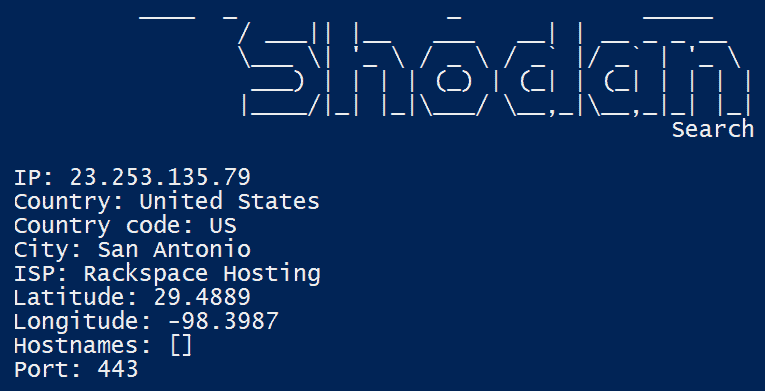 Shodan
Search
IP: 23.253.135.79
Country: United States
Country code: US
City: San Antonio
ISP: Rackspace Hosting
Latitude: 29.4889
Longitude: -98.3987
Hostnames: []
Port: 443